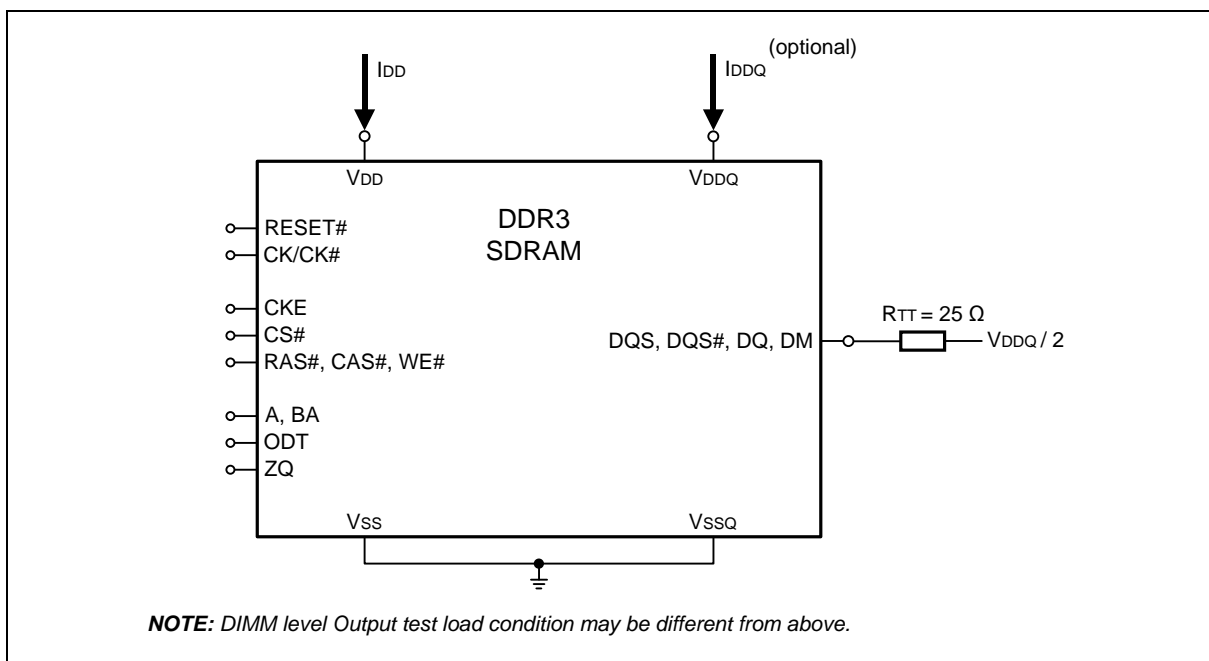 (optional)
IDD
IDDQ
VDD
VDDQ
RESET#
CK/CK#
DDR3
SDRAM
CKE
CS#
RAS#, CAS#, WE#
DQS, DQS#, DQ, DM
RTT = 25 Ω
VDDQ / 2
A, BA
ODT
ZQ
VSS
VSSQ
NOTE: DIMM level Output test load condition may be different from above.